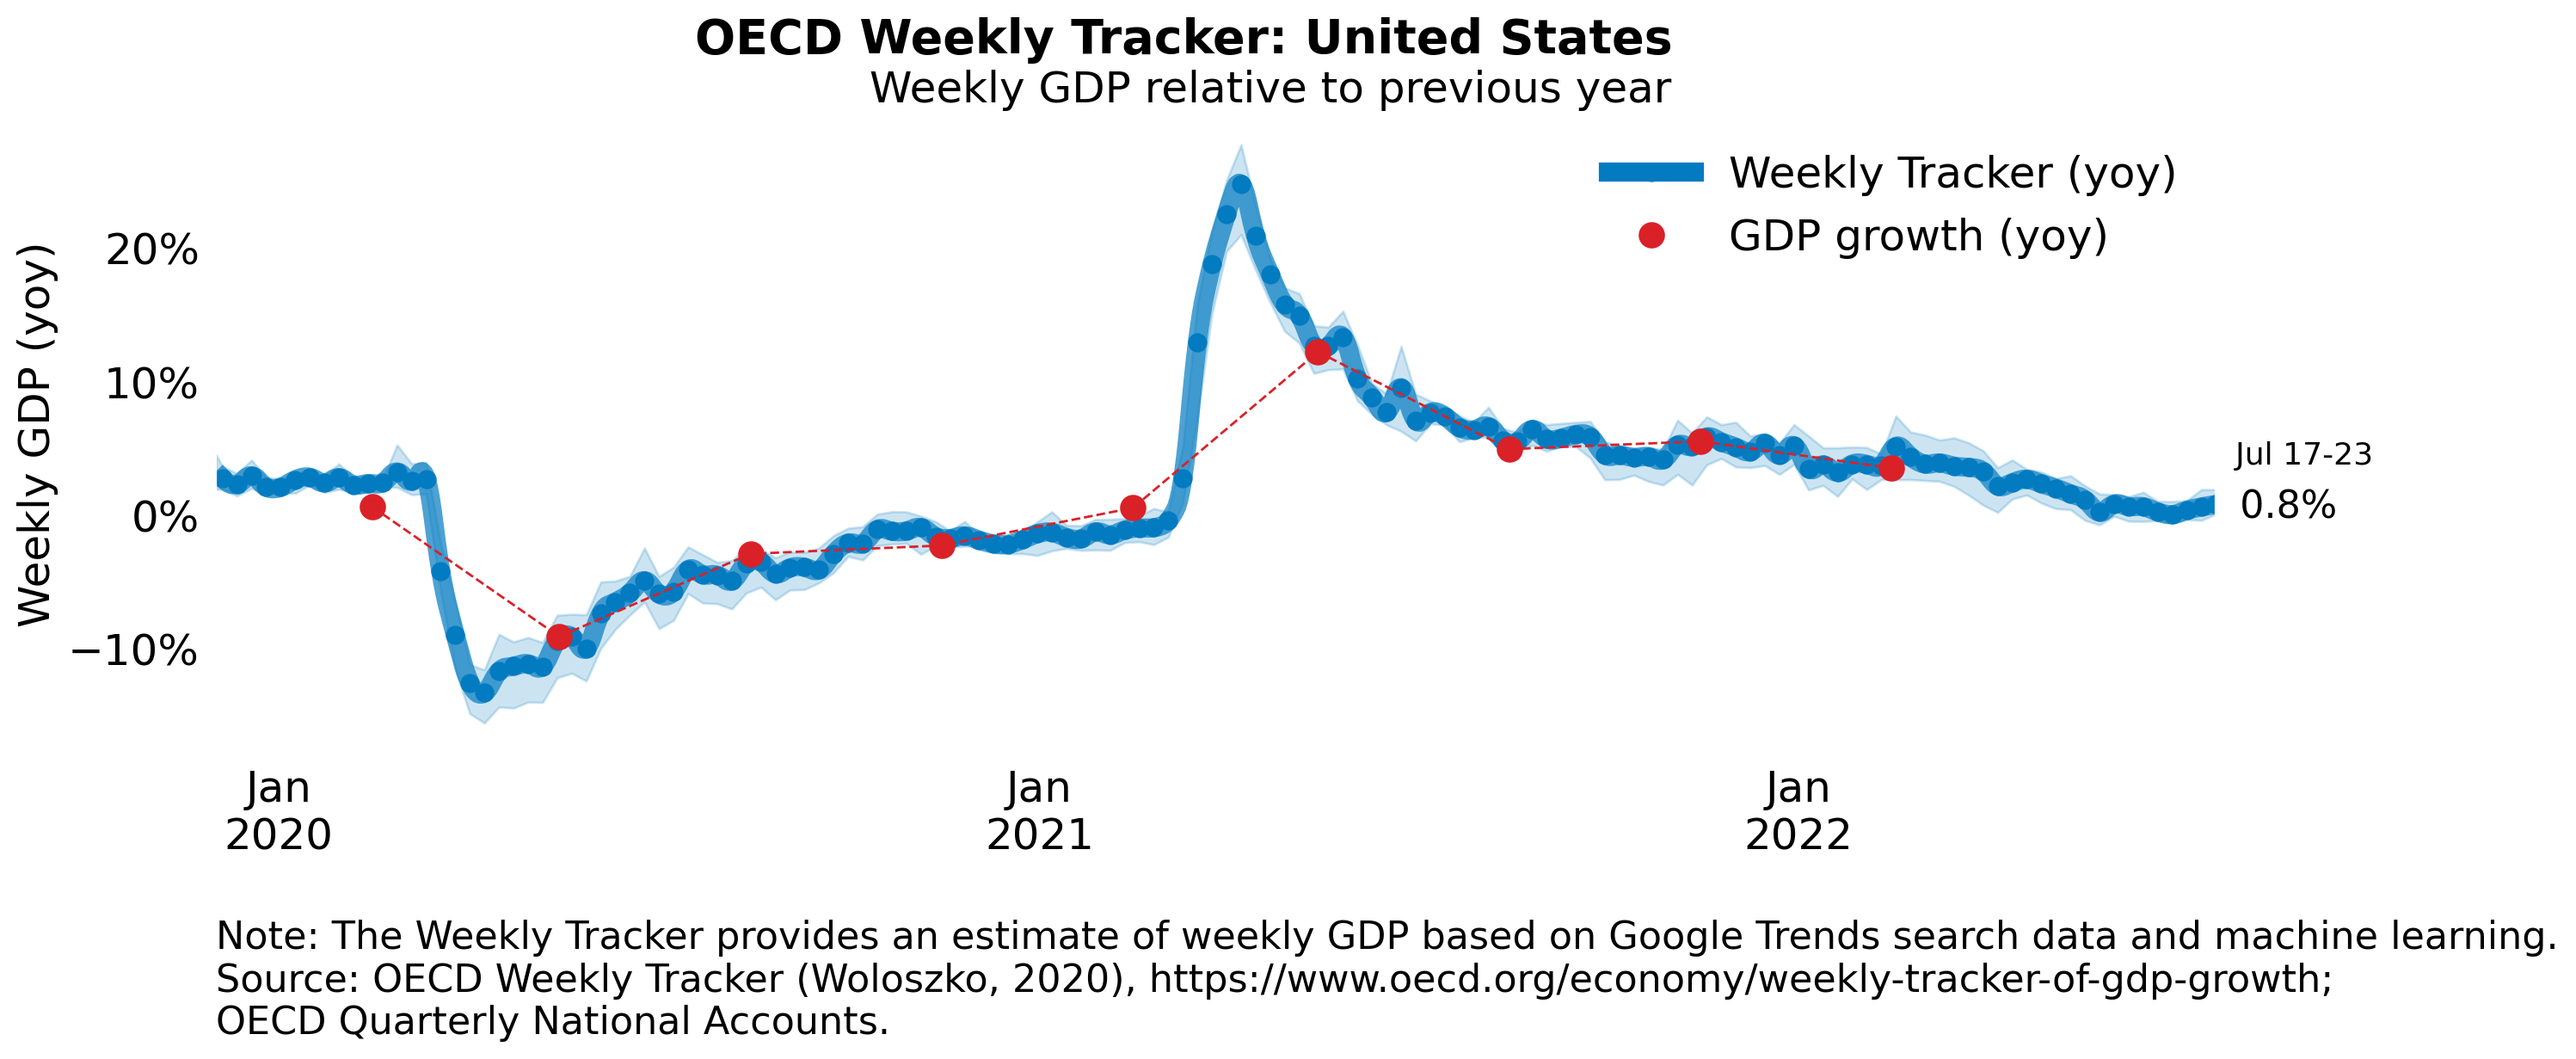 OECD Weekly Tracker: United States
Weekly GDP relative to previous year
Weekly Tracker (yoy)
GDP growth (yoy)
Weekly GDP (yoy)
20%
10%
0%
−10%
Jul 17-23
0.8%
Jan
2020
Jan
2021
Jan
2022
Note: The Weekly Tracker provides an estimate of weekly GDP based on Google Trends search data and machine learning.
Source: OECD Weekly Tracker (Woloszko, 2020), https://www.oecd.org/economy/weekly-tracker-of-gdp-growth;
OECD Quarterly National Accounts.